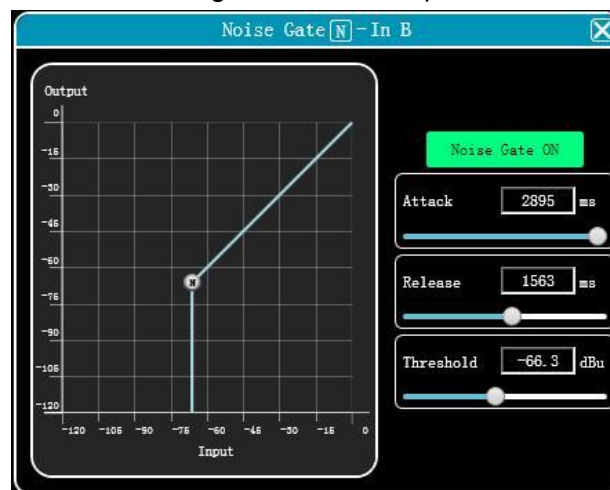 Noise Gate N -In B
Output
0
-15
-30
-45
-60
-75
-90
-105
-120
-120 -105 -90 -75 -60 -45 -30 -15 0
Input
N
Noise Gate ON
Attack 2895 ms
Release 1563 ms
Threshold -66.3 dBu